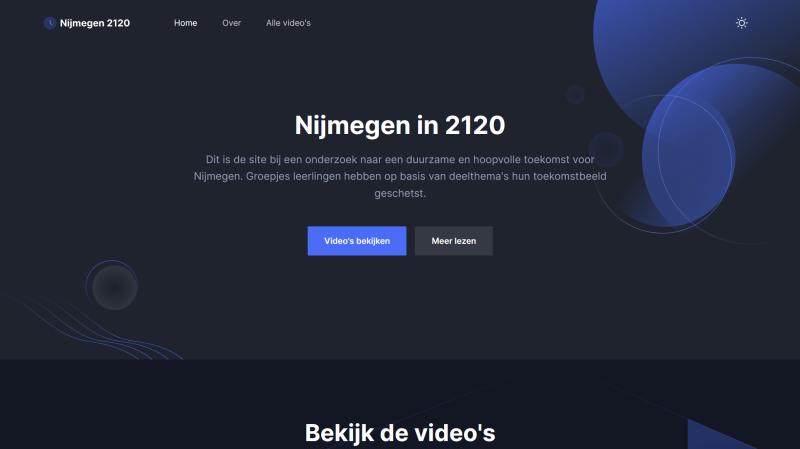 Nijmegen 2120
Home
Over
Alle video's
Nijmegen in 2120
Dit is de site bij een onderzoek naar een duurzame en hoopvolle toekomst voor
Nijmegen. Groepjes leerlingen hebben op basis van deelthema's hun toekomstbeeld
geschetst.
Video's bekijken
Meer lezen
Bekijk de video's